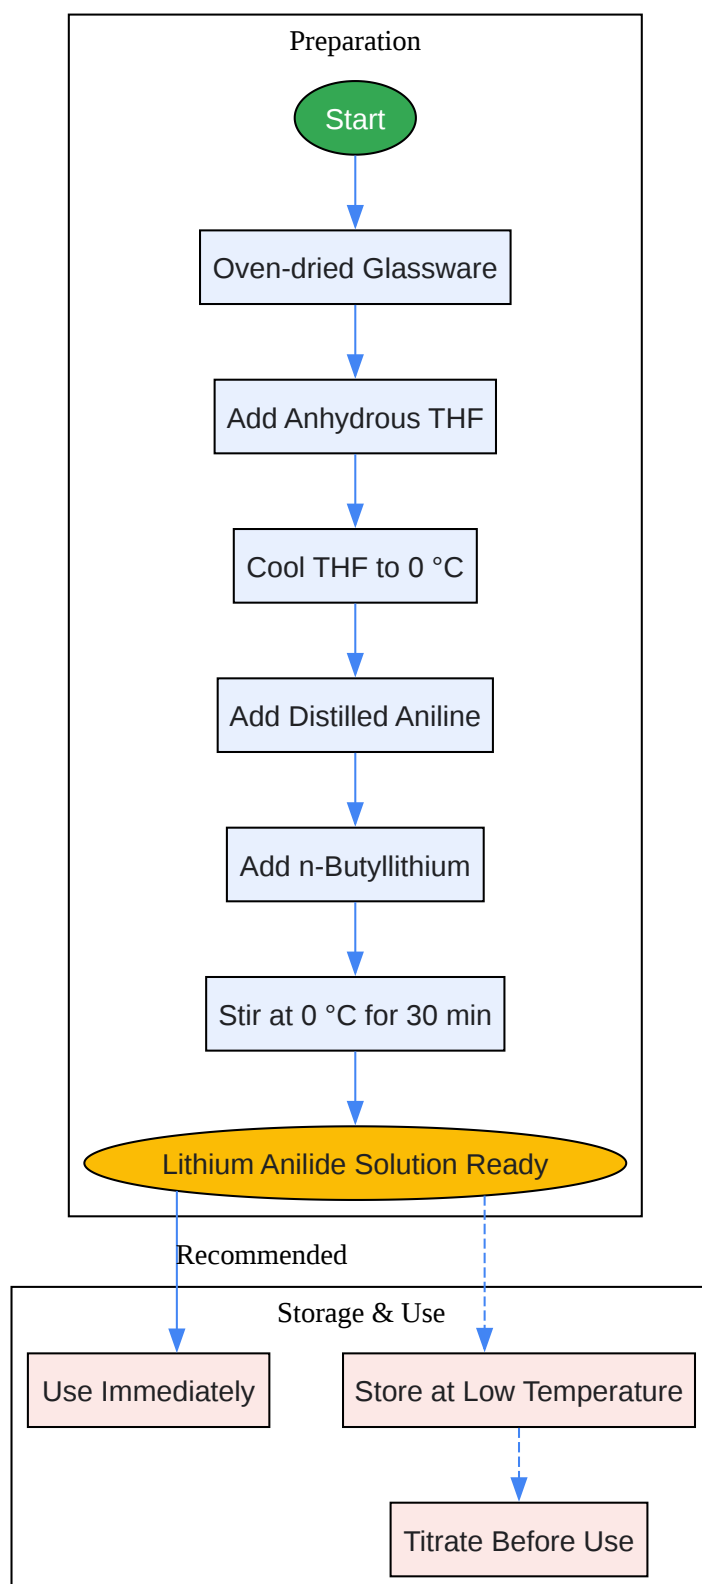 Preparation
Start
Oven-dried Glassware
Add Anhydrous THF
Cool THF to 0 °C
Add Distilled Aniline
Add n-Butyllithium
Stir at 0 °C for 30 min
Lithium Anilide Solution Ready
Recommended
Storage & Use
Use Immediately
Store at Low Temperature
Titrate Before Use